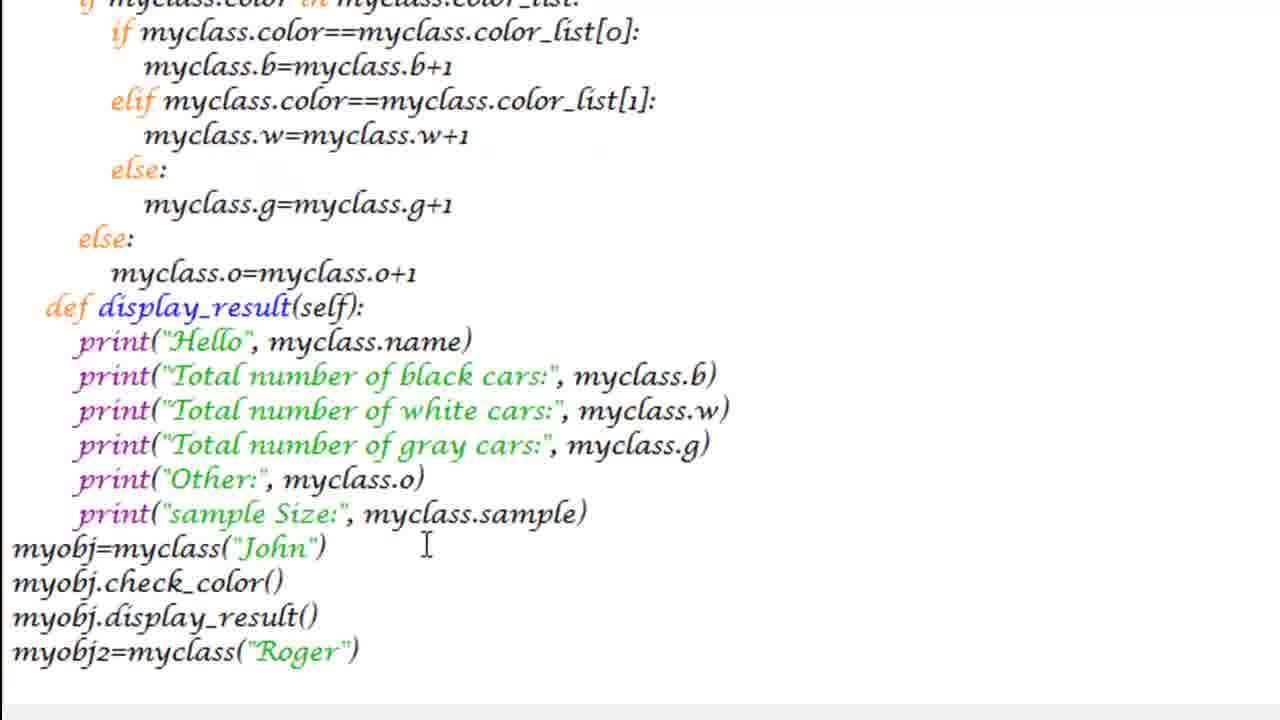 if myclass.color in myclass.color_list:
if myclass.color==myclass.color_list[0]:
myclass.b=myclass.b+1
elif myclass.color==myclass.color_list[1]:
myclass.w=myclass.w+1
else:
myclass.g=myclass.g+1
else:
myclass.o=myclass.o+1
def display_result(self):
print("Hello", myclass.name)
print("Total number of black cars:", myclass.b)
print("Total number of white cars:", myclass.w)
print("Total number of gray cars:", myclass.g)
print("Other:", myclass.o)
print("sample Size:", myclass.sample)
myobj=myclass("John")
myobj.check_color()
myobj.display_result()
myobj2=myclass("Roger")